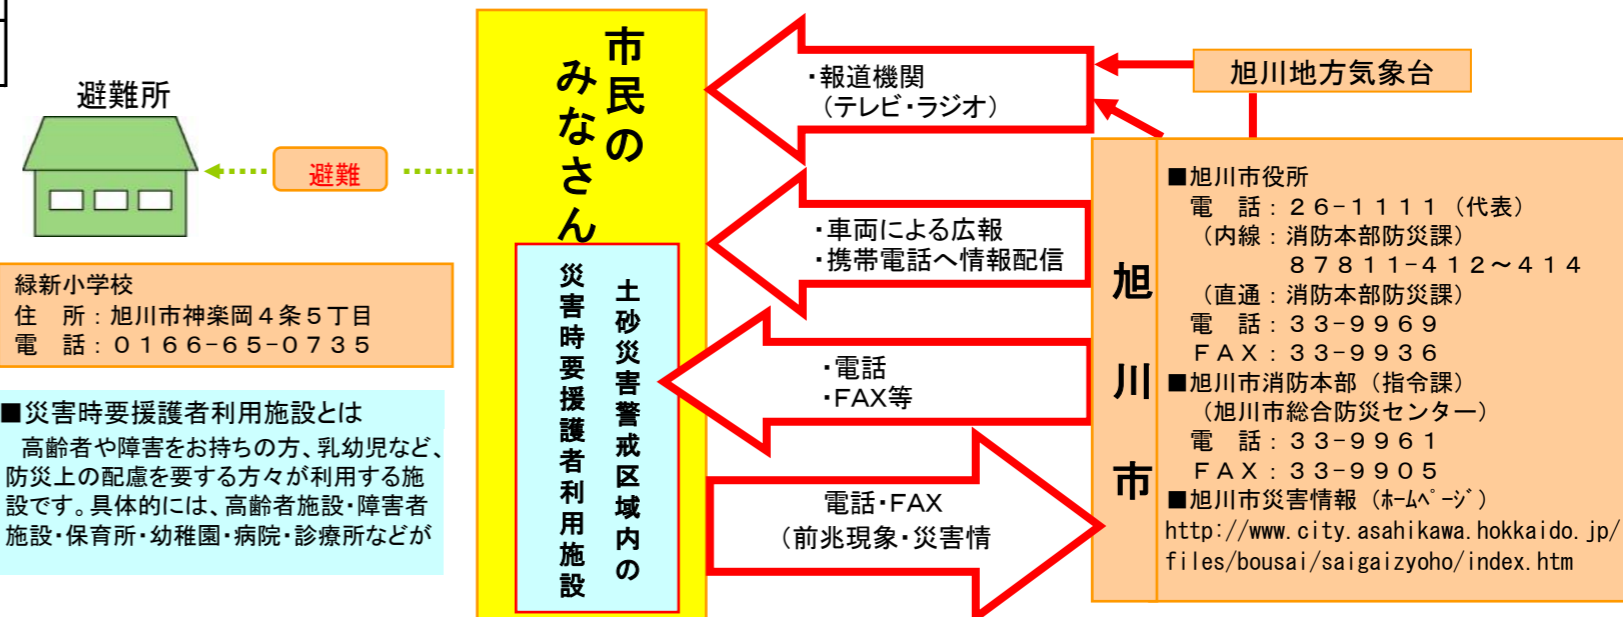 避難所
避難
緑新小学校
住　所：旭川市神楽岡４条５丁目
電　話：０１６６-６５-０７３５
■災害時要援護者利用施設とは
高齢者や障害をお持ちの方、乳幼児など、
防災上の配慮を要する方々が利用する施
設です。具体的には、高齢者施設・障害者
施設・保育所・幼稚園・病院・診療所などが
市民の
みなさん
土砂災害警戒区域内の
災害時要援護者利用施設
・報道機関
（テレビ・ラジオ）
・車両による広報
・携帯電話へ情報配信
・電話
・FAX等
電話・FAX
（前兆現象・災害情
旭川地方気象台
旭川市
■旭川市役所
電　話：２６-１１１１（代表）
（内線：消防本部防災課）
８７８１１-４１２～４１４
（直通：消防本部防災課）
電　話：３３-９９６９
ＦＡＸ：３３-９９３６
■旭川市消防本部（指令課）
（旭川市総合防災センター）
電　話：３３-９９６１
ＦＡＸ：３３-９９０５
■旭川市災害情報（ﾎｰﾑﾍﾟｰｼﾞ）
http://www.city.asahikawa.hokkaido.jp/
files/bousai/saigaizyoho/index.htm